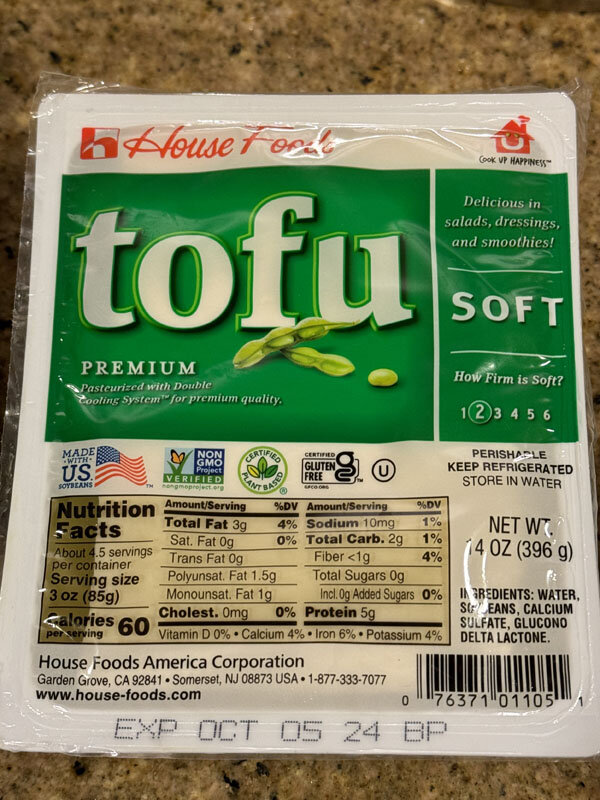 House Foods
COOK UP HAPPINESS™
tofu
PREMIUM
Pasteurized with Double
Cooling System™ for premium quality.
Delicious in
salads, dressings,
and smoothies!
SOFT
How Firm is Soft?
1 2 3 4 5 6
MADE
WITH
U.S.
SOYBEANS
™
NON
GMO
Project
VERIFIED
nongmoproject.org
CERTIFIED
PLANT BASED
®
CERTIFIED
GLUTEN
FREE
GFCO.ORG
U
PERISHABLE
KEEP REFRIGERATED
STORE IN WATER
Nutrition
Facts
About 4.5 servings
per container
Serving size
3 oz (85g)
Calories 60
per serving
Amount/Serving %DV
Total Fat 3g 4%
Sat. Fat 0g 0%
Trans Fat 0g
Polyunsat. Fat 1.5g
Monounsat. Fat 1g
Cholest. 0mg 0%
Amount/Serving %DV
Sodium 10mg 1%
Total Carb. 2g 1%
Fiber <1g 4%
Total Sugars 0g
Incl. 0g Added Sugars 0%
Protein 5g
Vitamin D 0% • Calcium 4% • Iron 6% • Potassium 4%
NET WT.
14 OZ (396 g)
INGREDIENTS: WATER,
SOYBEANS, CALCIUM
SULFATE, GLUCONO
DELTA LACTONE.
House Foods America Corporation
Garden Grove, CA 92841 • Somerset, NJ 08873 USA • 1-877-333-7077
www.house-foods.com
0 76371 01105 1
EXP OCT 05 24 BP